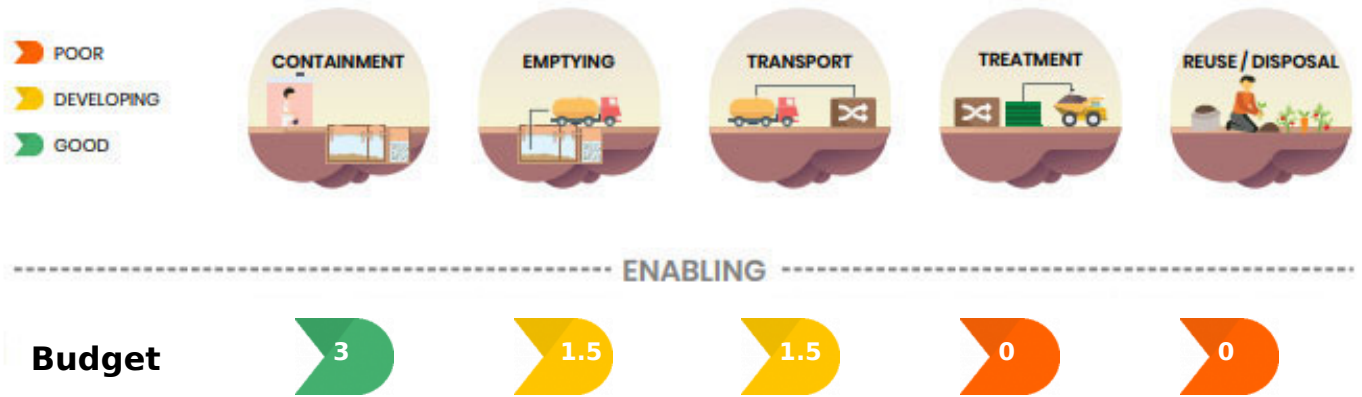 POOR
DEVELOPING
GOOD
CONTAINMENT
EMPTYING
TRANSPORT
TREATMENT
REUSE / DISPOSAL
ENABLING
Budget
3
1.5
1.5
0
0